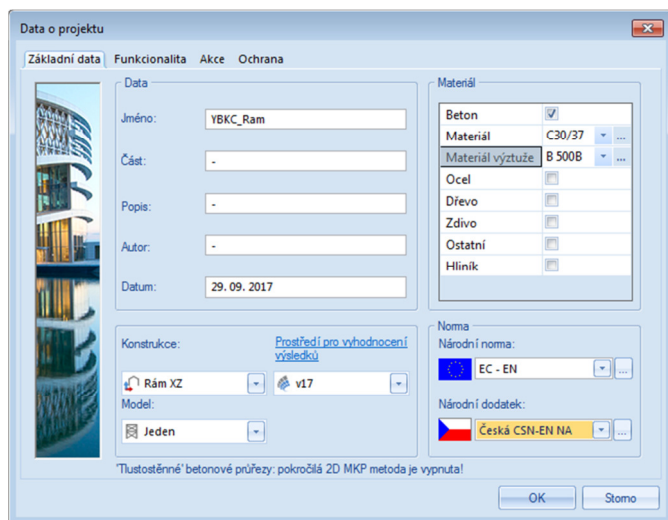 Data o projektu
Základní data Funkcionalita Akce Ochrana
Data
Jméno: YBKC_Ram
Část: -
Popis: -
Autor: -
Datum: 29. 09. 2017
Materiál
Beton
Materiál C30/37 ...
Materiál výztuže B 500B ...
Ocel
Dřevo
Zdivo
Ostatní
Hliník
Konstrukce:
Prostředí pro vyhodnocení
výsledků
Rám XZ v17
Model:
Jeden
Norma
Národní norma:
EC - EN ...
Národní dodatek:
Česká CSN-EN NA ...
'Tlustostěnné' betonové průřezy: pokročilá 2D MKP metoda je vypnuta!
OK Storno